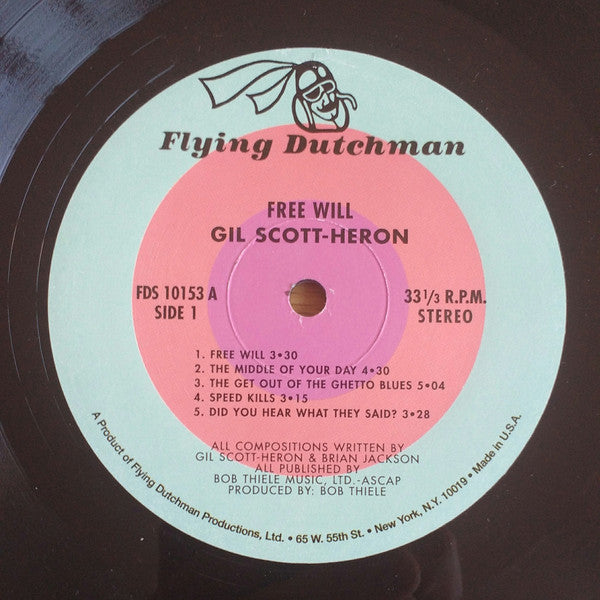 Flying Dutchman
FREE WILL
GIL SCOTT-HERON
FDS 10153 A
SIDE 1
33 1/3 R.P.M.
STEREO
1. FREE WILL 3•30
2. THE MIDDLE OF YOUR DAY 4•30
3. THE GET OUT OF THE GHETTO BLUES 5•04
4. SPEED KILLS 3•15
5. DID YOU HEAR WHAT THEY SAID? 3•28
ALL COMPOSITIONS WRITTEN BY
GIL SCOTT-HERON & BRIAN JACKSON
ALL PUBLISHED BY
BOB THIELE MUSIC, LTD.-ASCAP
PRODUCED BY: BOB THIELE
A Product of Flying Dutchman Productions, Ltd. • 65 W. 55th St. • New York, N.Y. 10019 • Made in U.S.A.